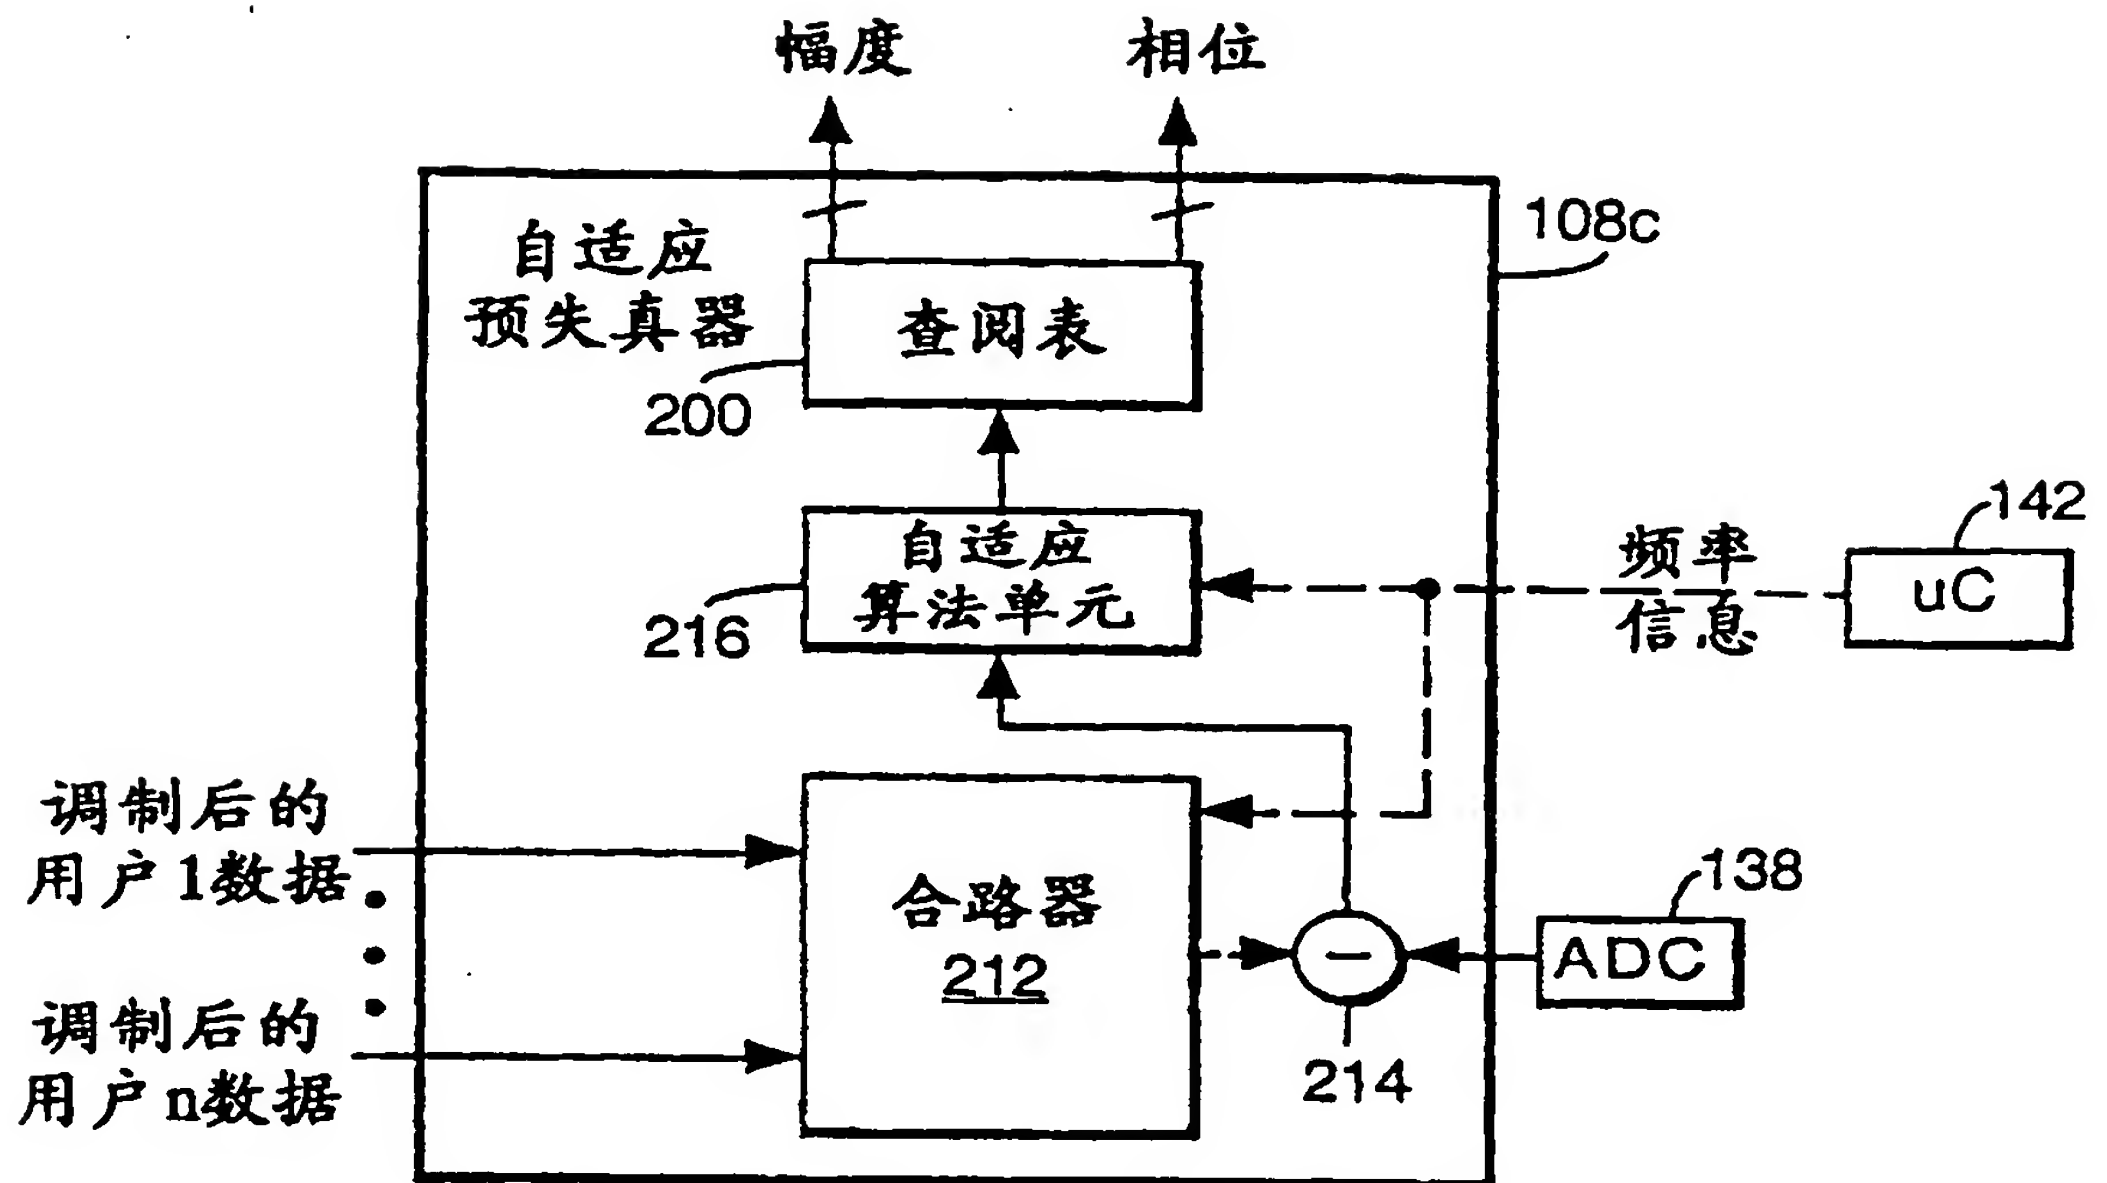 幅度
相位
108c
自适应
预失真器
查阅表
200
自适应
算法单元
216
频率
信息
142
uC
调制后的
用户1数据
合路器
212
138
ADC
214
调制后的
用户n数据